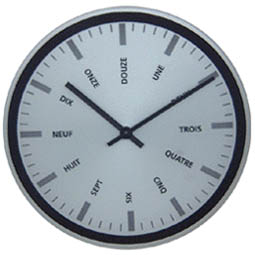 DOUZE
UNE
TROIS
QUATRE
CINQ
SIX
SEPT
HUIT
NEUF
DIX
ONZE